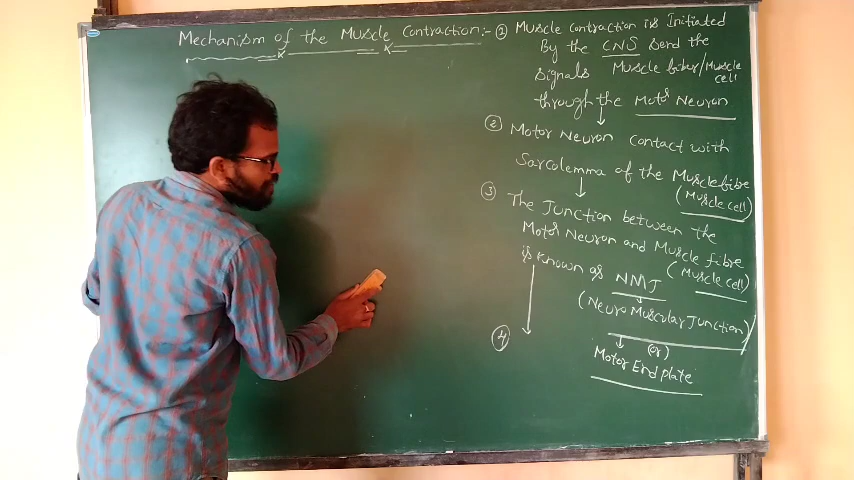 Mechanism of the Muscle Contraction:-
① Muscle contraction is Initiated
By the CNS send the
signals Muscle fiber/Muscle cell
through the Motor Neuron
② Motor Neuron contact with
Sarcolemma of the Muscle fibre
(Muscle cell)
③ The Junction between the
Motor Neuron and Muscle fibre
(Muscle cell)
is known as NMJ
(Neuro Muscular Junction)
(or)
Motor End plate
④